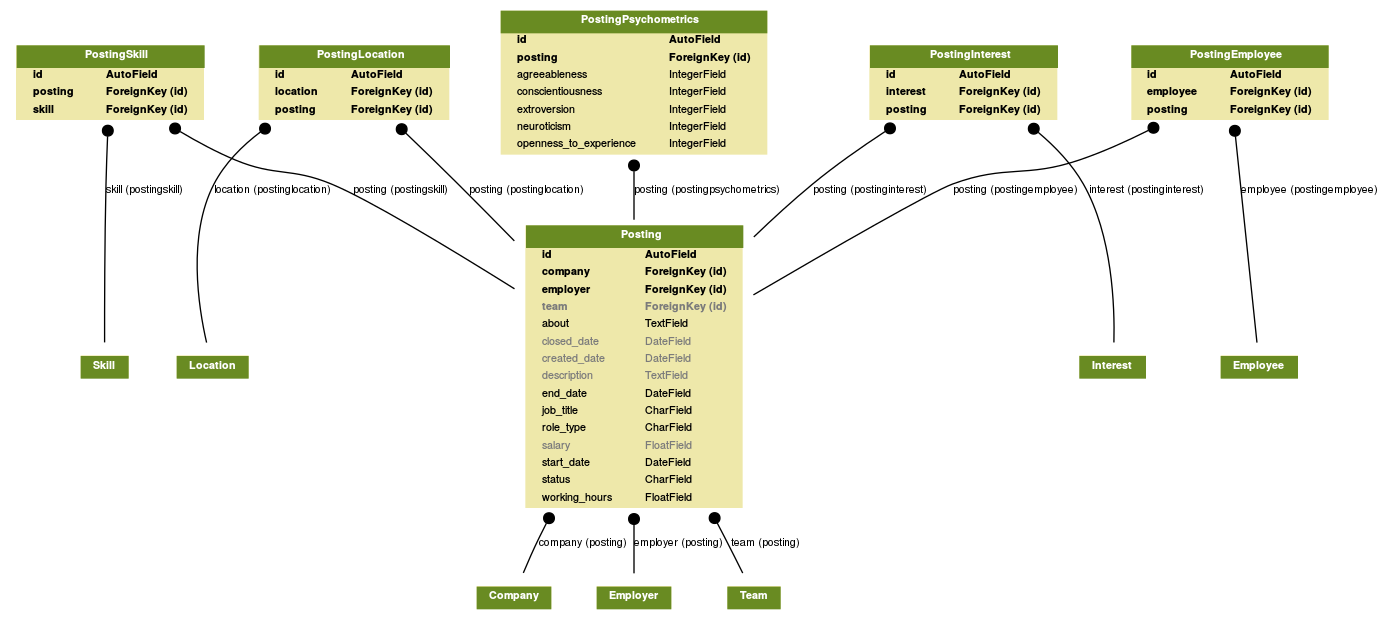 PostingPsychometrics
id AutoField
posting ForeignKey (id)
agreeableness IntegerField
conscientiousness IntegerField
extroversion IntegerField
neuroticism IntegerField
openness_to_experience IntegerField
PostingSkill
id AutoField
posting ForeignKey (id)
skill ForeignKey (id)
PostingLocation
id AutoField
location ForeignKey (id)
posting ForeignKey (id)
PostingInterest
id AutoField
interest ForeignKey (id)
posting ForeignKey (id)
PostingEmployee
id AutoField
employee ForeignKey (id)
posting ForeignKey (id)
skill (postingskill)
location (postinglocation)
posting (postingskill)
posting (postinglocation)
posting (postingpsychometrics)
posting (postinginterest)
posting (postingemployee)
interest (postinginterest)
employee (postingemployee)
Posting
id AutoField
company ForeignKey (id)
employer ForeignKey (id)
team ForeignKey (id)
about TextField
closed_date DateField
created_date DateField
description TextField
end_date DateField
job_title CharField
role_type CharField
salary FloatField
start_date DateField
status CharField
working_hours FloatField
Skill
Location
Interest
Employee
company (posting)
employer (posting)
team (posting)
Company
Employer
Team